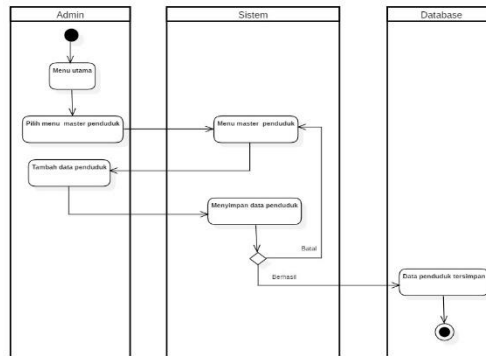 Admin
Sistem
Database
Menu utama
Pilih menu master penduduk
Menu master penduduk
Tambah data penduduk
Menyimpan data penduduk
Batal
Berhasil
Data penduduk tersimpan